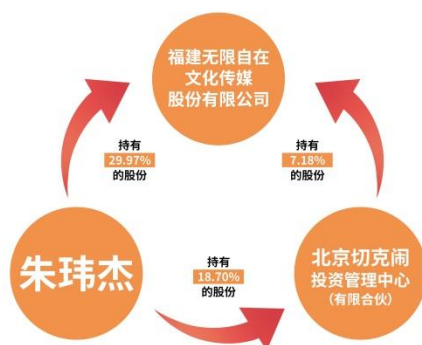 福建无限自在
文化传媒
股份有限公司
持有
29.97%
的股份
持有
7.18%
的股份
朱玮杰
持有
18.70%
的股份
北京切克闹
投资管理中心
（有限合伙）